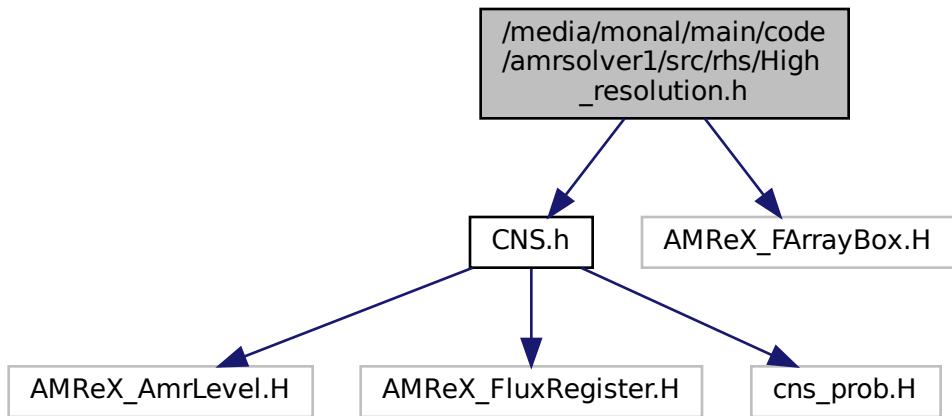 /media/monal/main/code
/amrsolver1/src/rhs/High
_resolution.h
CNS.h
AMReX_FArrayBox.H
AMReX_AmrLevel.H
AMReX_FluxRegister.H
cns_prob.H